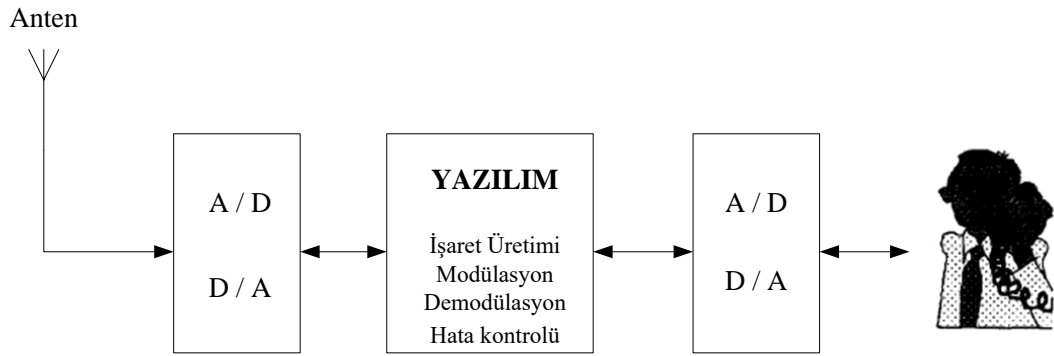 Anten
A / D
D / A
YAZILIM
İşaret Üretimi
Modülasyon
Demodülasyon
Hata kontrolü
A / D
D / A